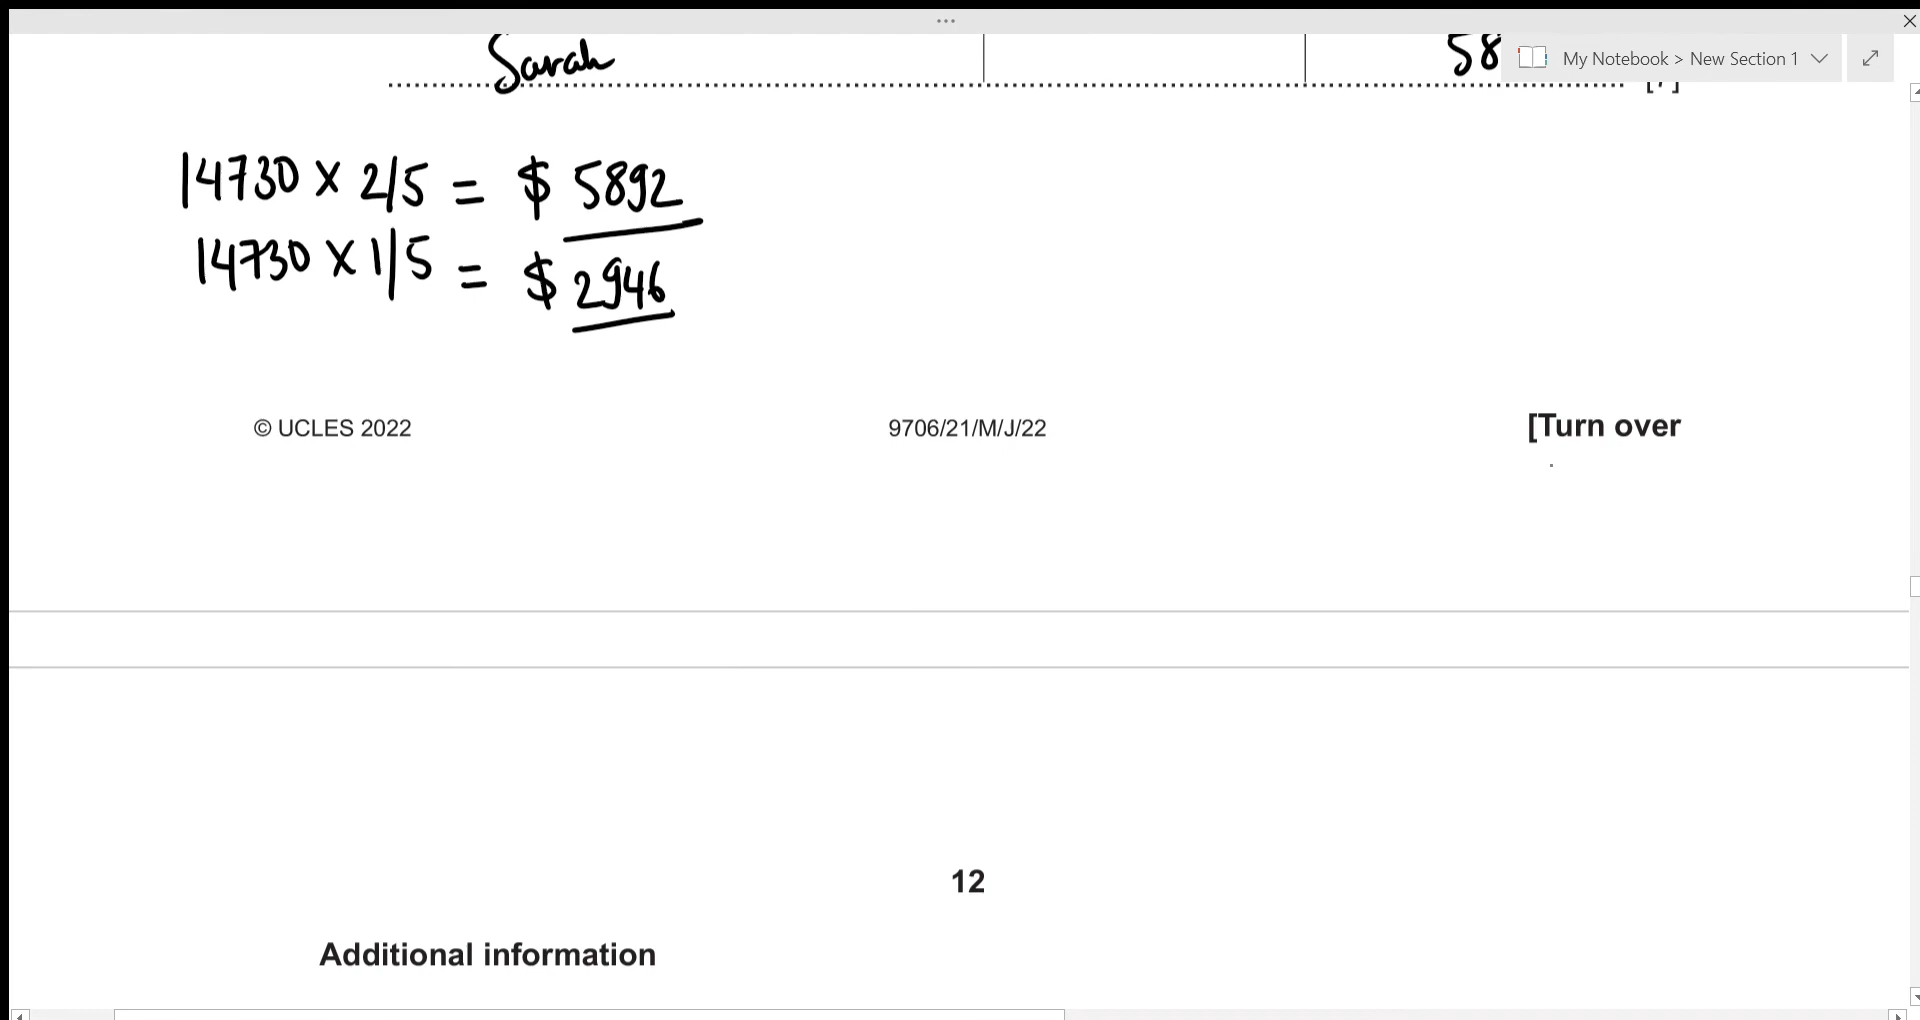 Sarah 58 My Notebook > New Section 1
14730 x 2/5 = $ 5892
14730 x 1/5 = $ 2946
© UCLES 2022 9706/21/M/J/22 [Turn over
12
Additional information